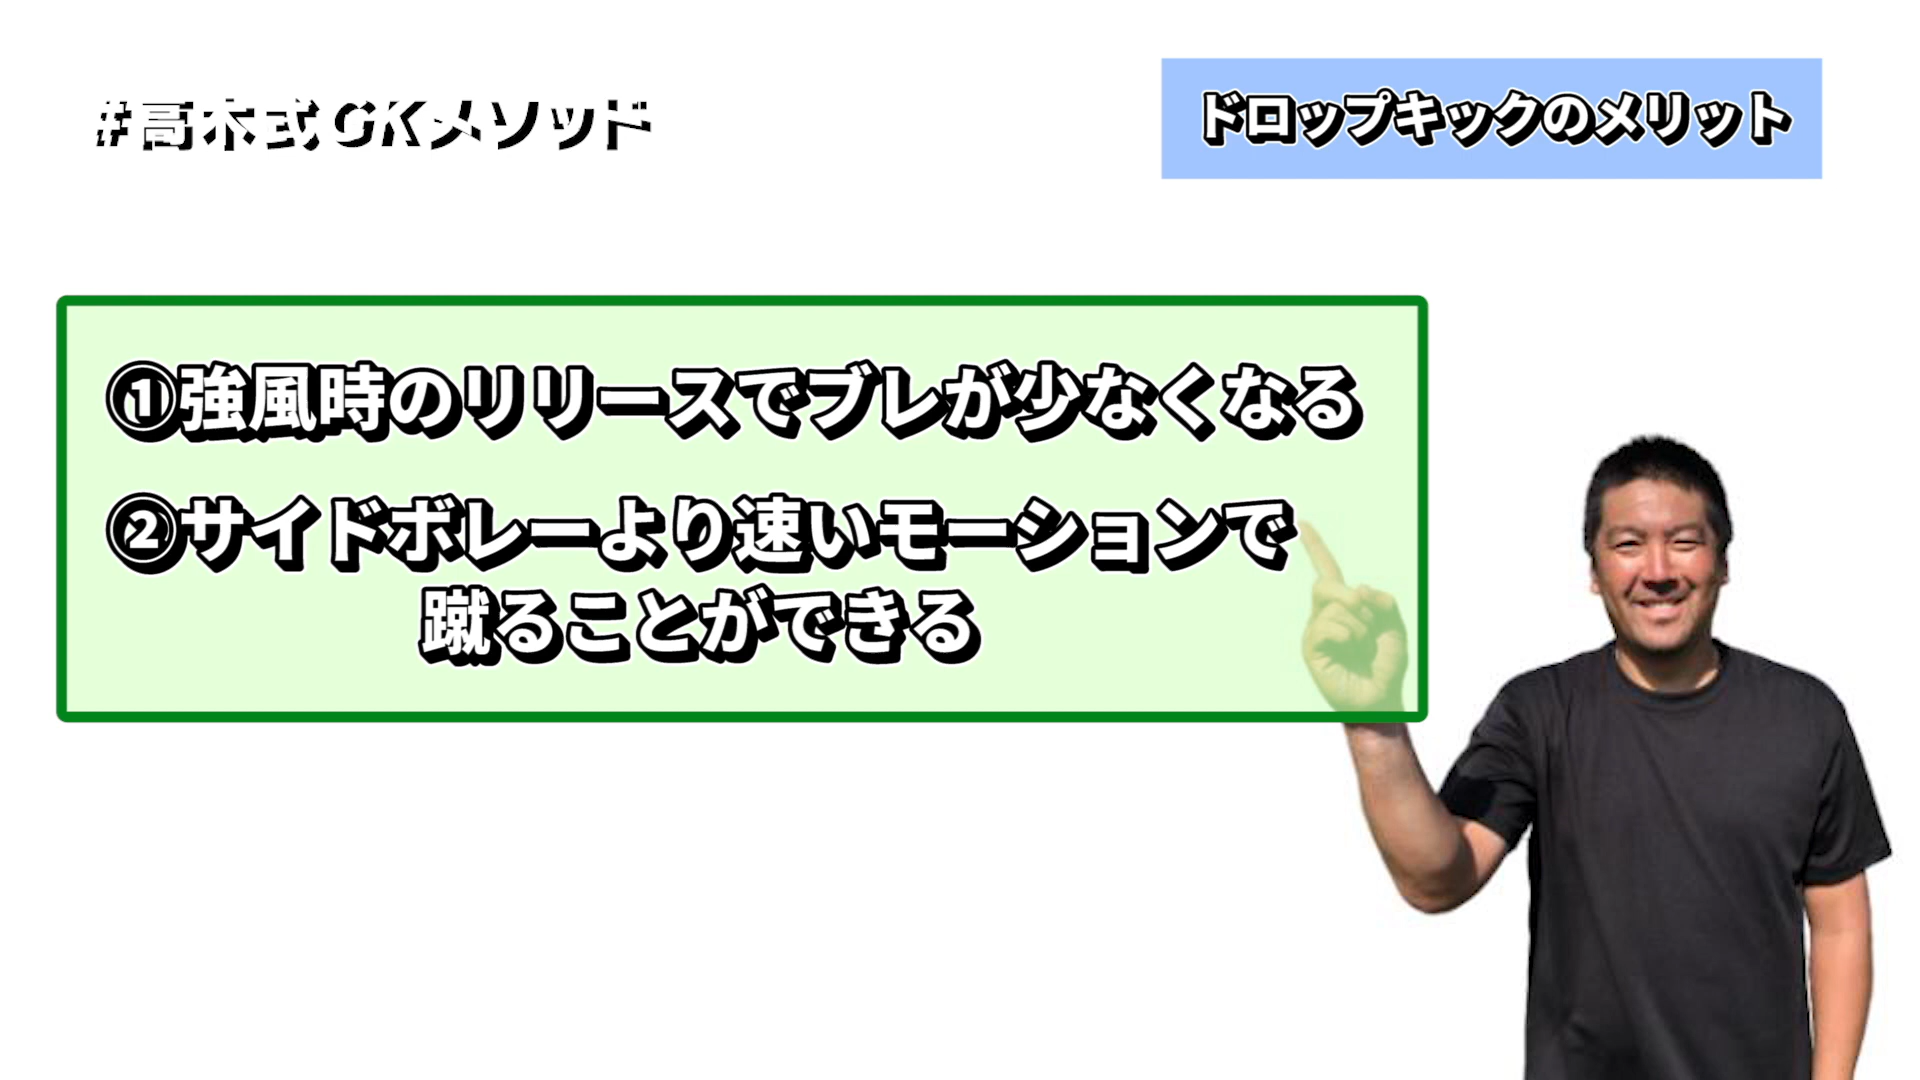 #高木式GKメソッド
ドロップキックのメリット
①強風時のリリースでブレが少なくなる
②サイドボレーより速いモーションで
蹴ることができる